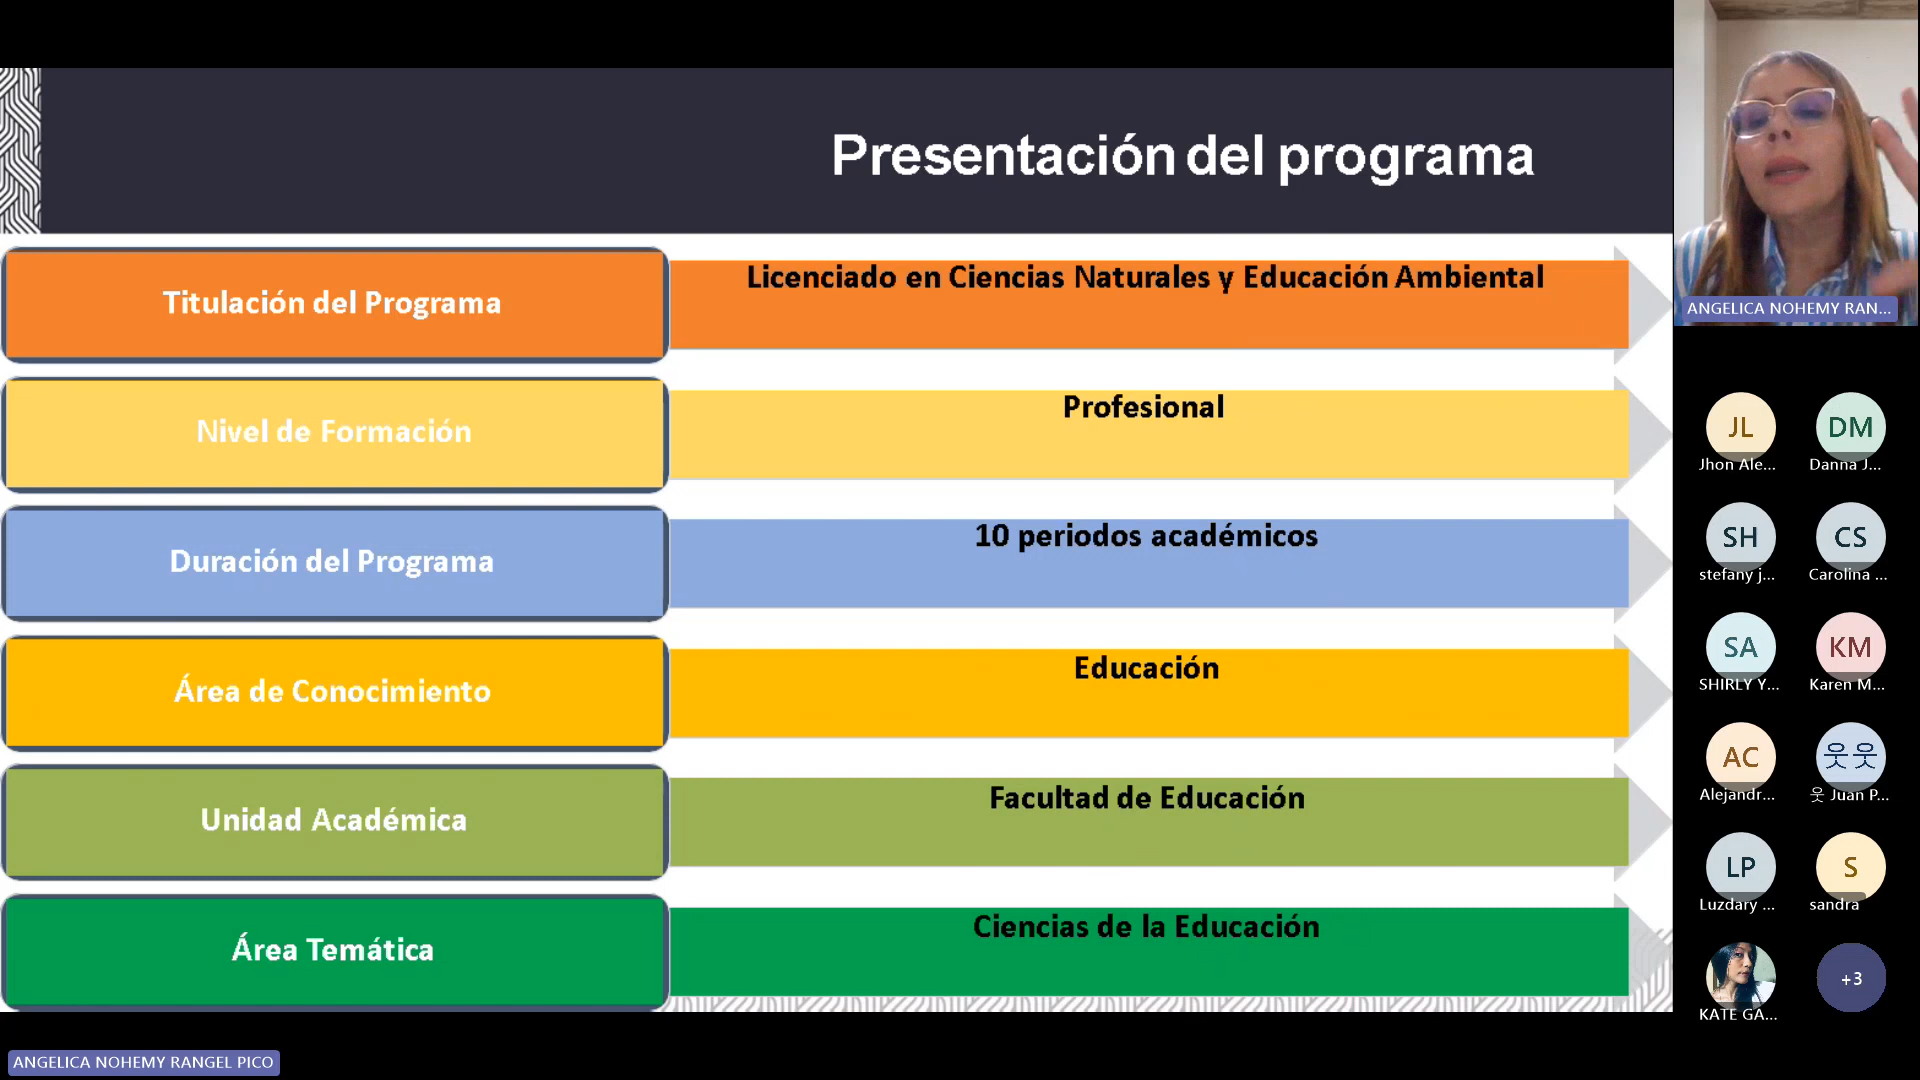 Presentación del programa
Titulación del Programa
Licenciado en Ciencias Naturales y Educación Ambiental
Nivel de Formación
Profesional
Duración del Programa
10 periodos académicos
Área de Conocimiento
Educación
Unidad Académica
Facultad de Educación
Área Temática
Ciencias de la Educación
ANGELICA NOHEMY RAN...
JL
Jhon Ale...
DM
Danna J...
SH
stefany j...
CS
Carolina ...
SA
SHIRLY Y...
KM
Karen M...
AC
Alejandr...
웃웃
웃 Juan P...
LP
Luzdary ...
S
sandra
KATE GA...
+3
ANGELICA NOHEMY RANGEL PICO